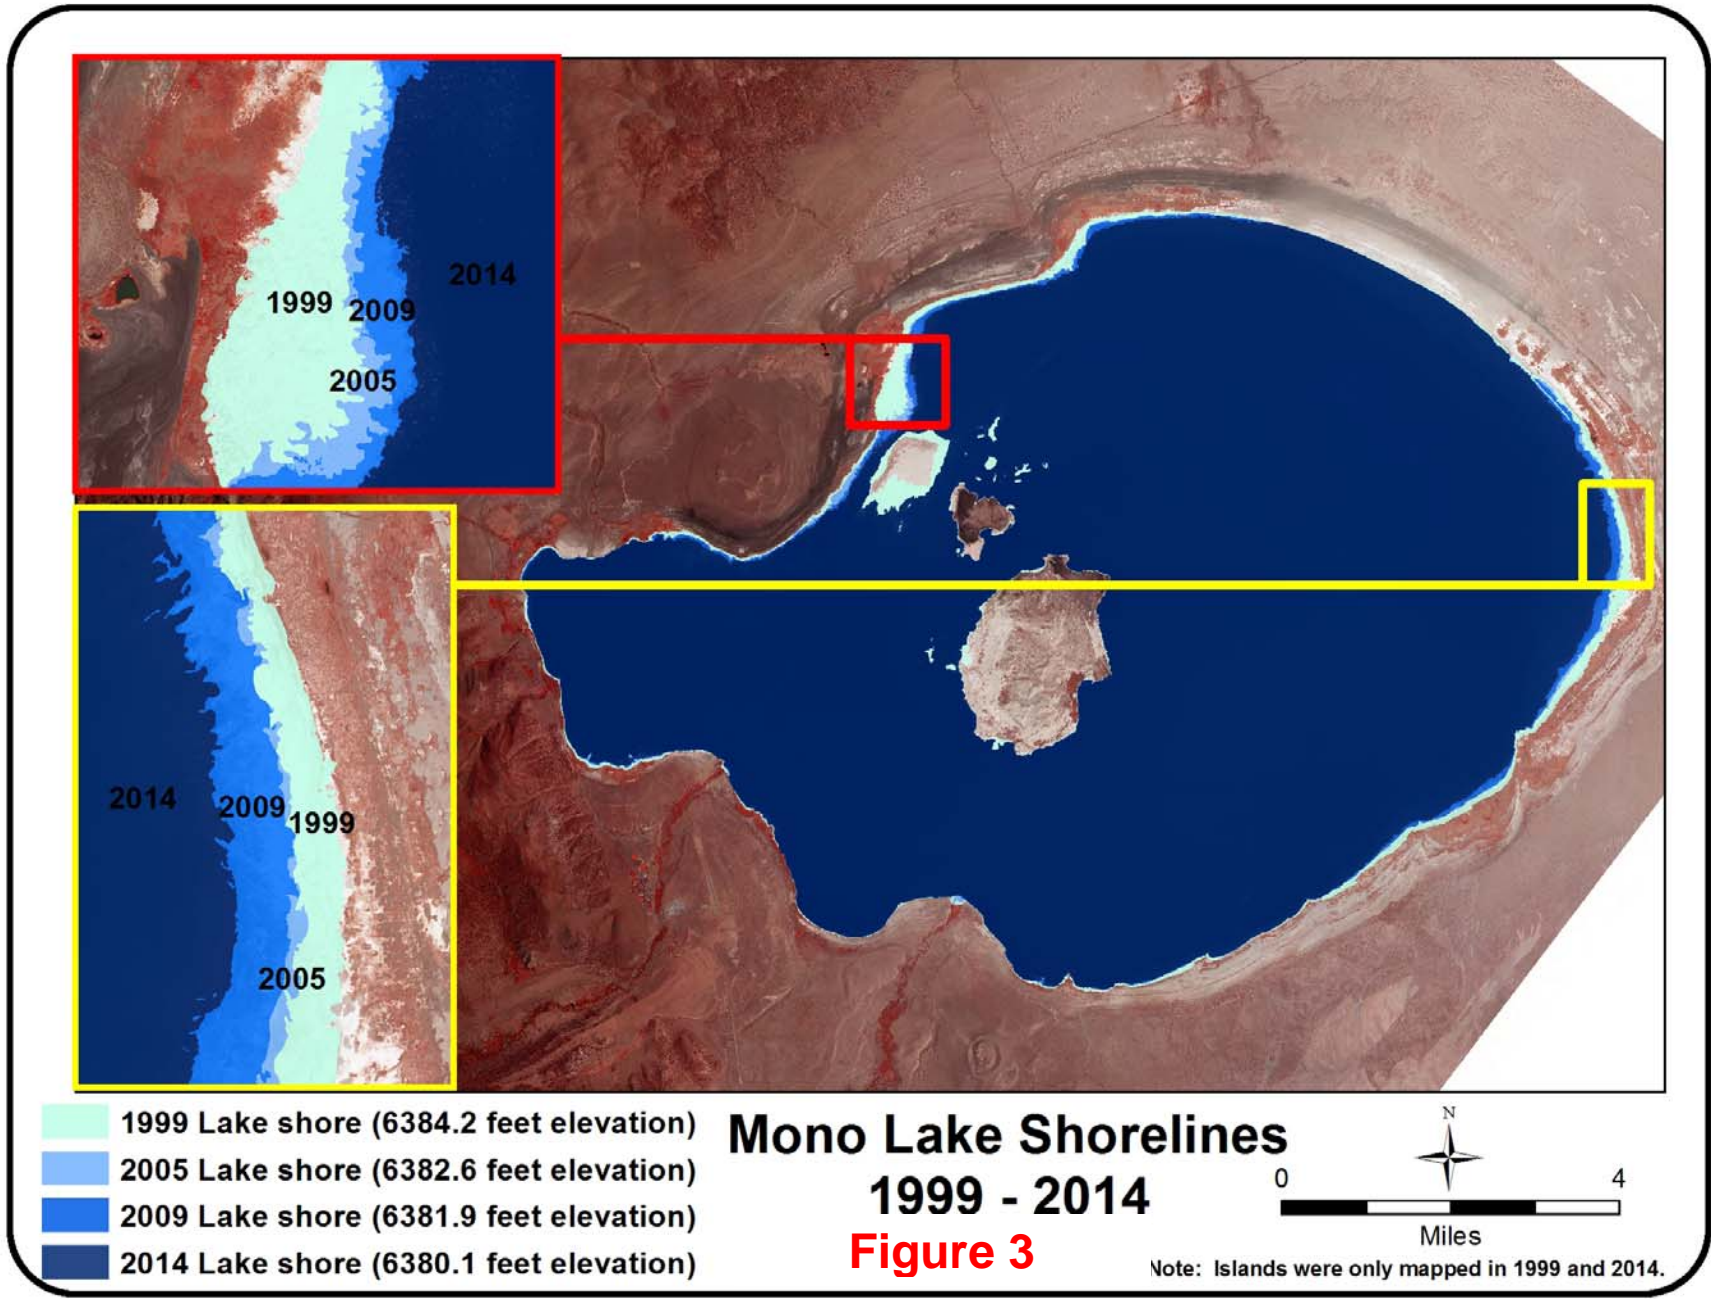 1999
2009
2014
2005
2014
2009
1999
2005
1999 Lake shore (6384.2 feet elevation)
2005 Lake shore (6382.6 feet elevation)
2009 Lake shore (6381.9 feet elevation)
2014 Lake shore (6380.1 feet elevation)
Mono Lake Shorelines
1999 - 2014
Figure 3
N
0 4
Miles
Note: Islands were only mapped in 1999 and 2014.